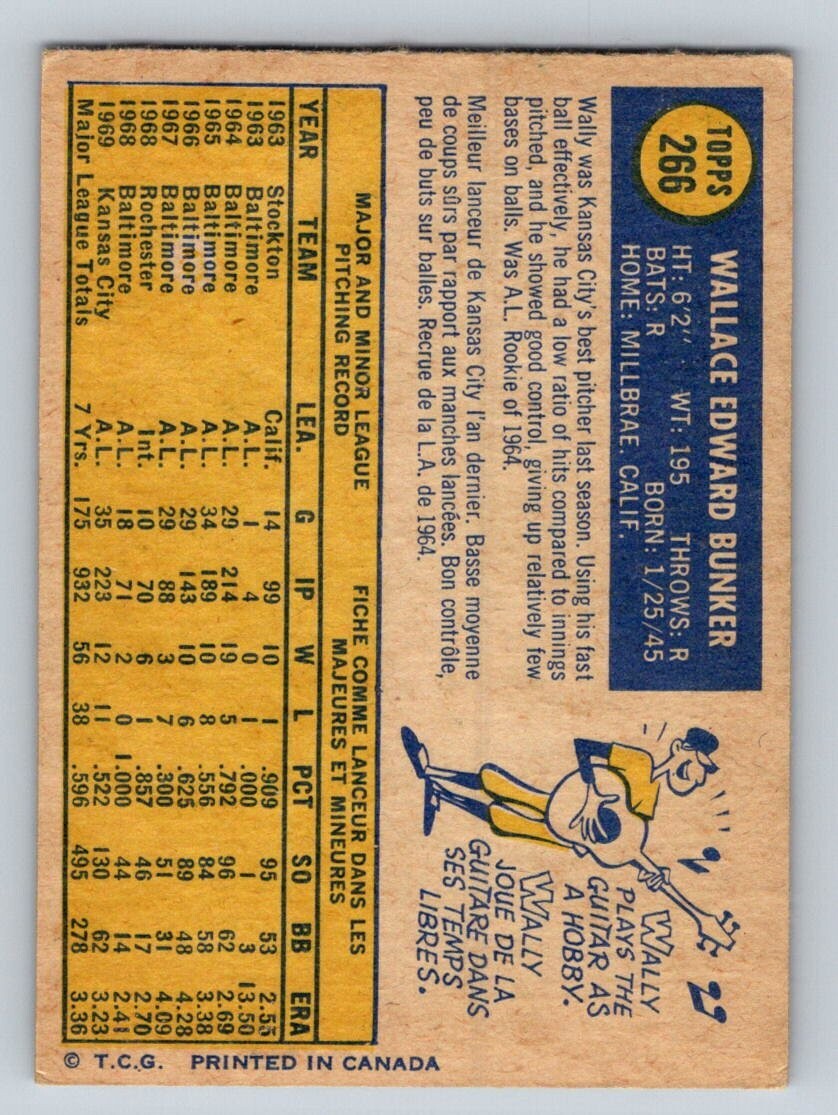 TOPPS
266
WALLACE EDWARD BUNKER
HT: 6'2" WT: 195 THROWS: R
BATS: R BORN: 1/25/45
HOME: MILLBRAE, CALIF.
Wally was Kansas City's best pitcher last season. Using his fast
ball effectively, he had a low ratio of hits compared to innings
pitched, and he showed good control, giving up relatively few
bases on balls. Was A.L. Rookie of 1964.
Meilleur lanceur de Kansas City l'an dernier. Basse moyenne
de coups sûrs par rapport aux manches lancées. Bon contrôle,
peu de buts sur balles. Recrue de la L.A. de 1964.
WALLY
PLAYS THE
GUITAR AS
A HOBBY.
WALLY
JOUE DE LA
GUITARE DANS
SES TEMPS
LIBRES.
MAJOR AND MINOR LEAGUE
PITCHING RECORD
FICHE COMME LANCEUR DANS LES
MAJEURES ET MINEURES
YEAR TEAM LEA. G IP W L PCT SO BB ERA
1963 Stockton Calif. 14 99 10 1 .909 95 53 2.55
1963 Baltimore A.L. 1 4 0 1 .000 1 3 13.50
1964 Baltimore A.L. 29 214 19 5 .792 96 62 2.69
1965 Baltimore A.L. 34 189 10 8 .556 84 58 3.38
1966 Baltimore A.L. 29 143 10 6 .625 89 48 4.28
1967 Baltimore A.L. 29 88 3 7 .300 51 31 4.09
1968 Rochester Int. 10 70 6 1 .857 46 17 2.70
1968 Baltimore A.L. 18 71 2 0 1.000 44 14 2.41
1969 Kansas City A.L. 35 223 12 11 .522 130 62 3.23
Major League Totals 7 Yrs. 175 932 56 38 .596 495 278 3.36
© T.C.G. PRINTED IN CANADA